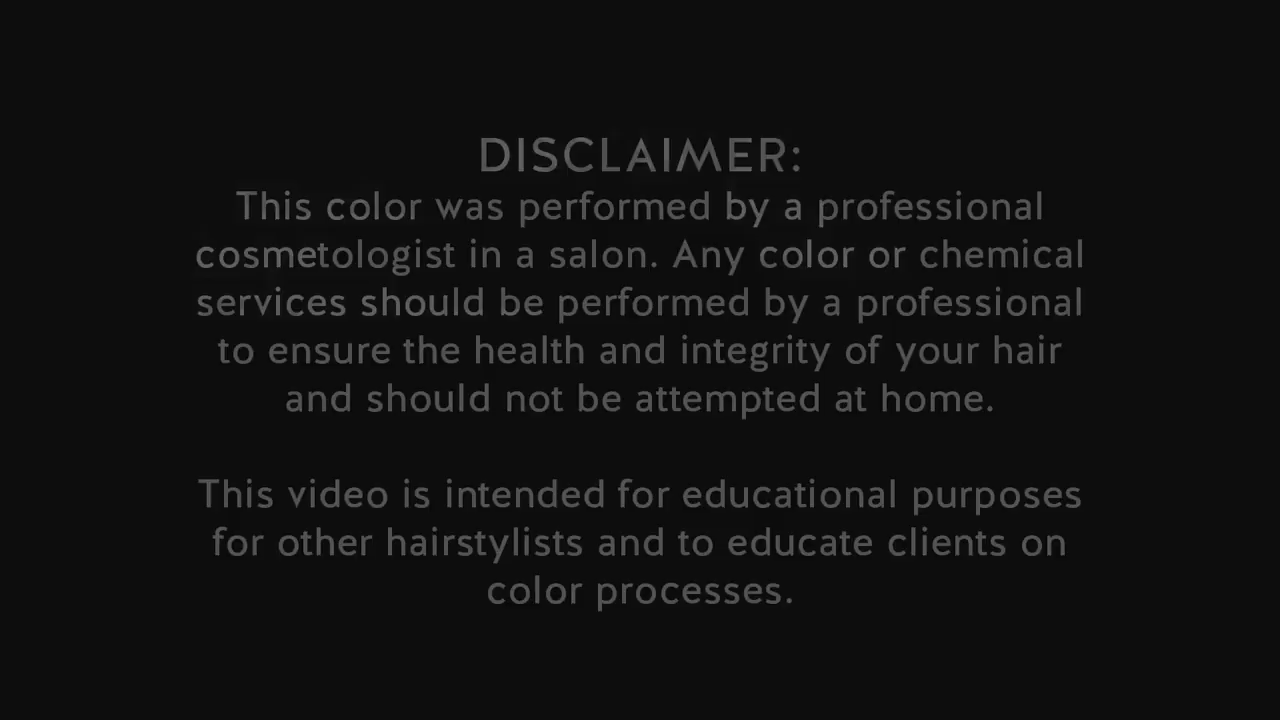 DISCLAIMER:
This color was performed by a professional
cosmetologist in a salon. Any color or chemical
services should be performed by a professional
to ensure the health and integrity of your hair
and should not be attempted at home.
This video is intended for educational purposes
for other hairstylists and to educate clients on
color processes.